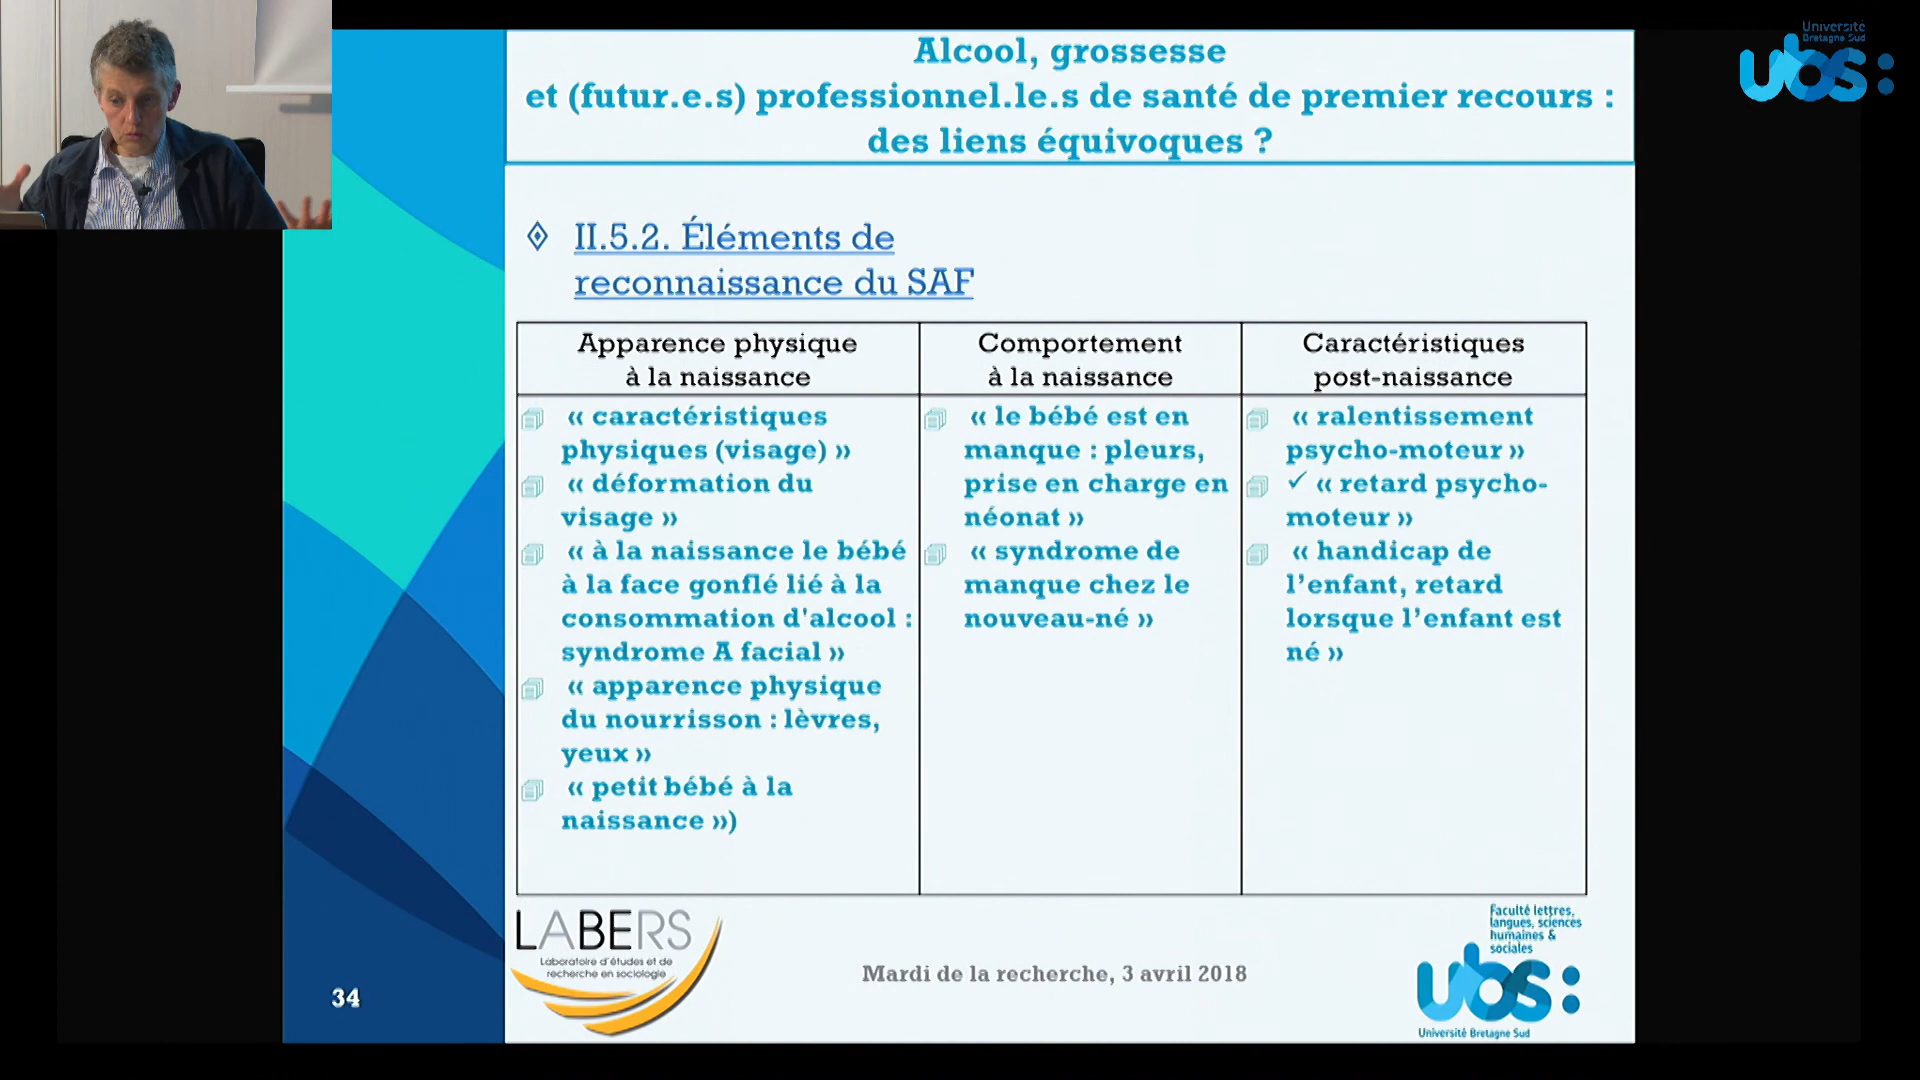 Alcool, grossesse
et (futur.e.s) professionnel.le.s de santé de premier recours :
des liens équivoques ?
Université
Bretagne Sud
ubs:
II.5.2. Éléments de
reconnaissance du SAF
Apparence physique
à la naissance
« caractéristiques
physiques (visage) »
« déformation du
visage »
« à la naissance le bébé
à la face gonflé lié à la
consommation d'alcool :
syndrome A facial »
« apparence physique
du nourrisson : lèvres,
yeux »
« petit bébé à la
naissance »)
Comportement
à la naissance
« le bébé est en
manque : pleurs,
prise en charge en
néonat »
« syndrome de
manque chez le
nouveau-né »
Caractéristiques
post-naissance
« ralentissement
psycho-moteur »
✓ « retard psycho-
moteur »
« handicap de
l’enfant, retard
lorsque l’enfant est
né »
LABERS
Laboratoire d'études et de
recherche en sociologie
34
Mardi de la recherche, 3 avril 2018
Faculté lettres,
langues, sciences
humaines &
sociales
ubs:
Université Bretagne Sud